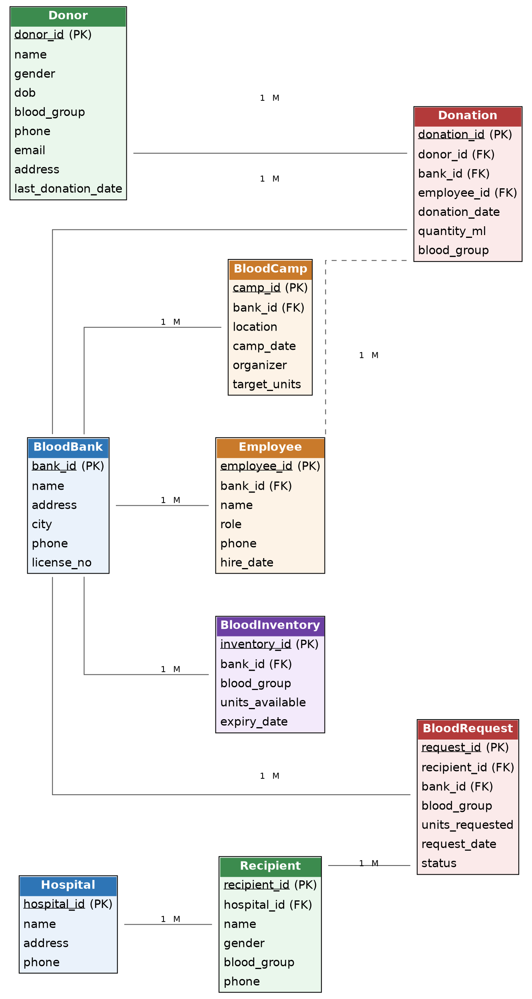 Donor
donor_id (PK)
name
gender
dob
blood_group
phone
email
address
last_donation_date
1 M
1 M
Donation
donation_id (PK)
donor_id (FK)
bank_id (FK)
employee_id (FK)
donation_date
quantity_ml
blood_group
BloodCamp
camp_id (PK)
bank_id (FK)
location
camp_date
organizer
target_units
1 M
1 M
BloodBank
bank_id (PK)
name
address
city
phone
license_no
1 M
Employee
employee_id (PK)
bank_id (FK)
name
role
phone
hire_date
BloodInventory
inventory_id (PK)
bank_id (FK)
blood_group
units_available
expiry_date
1 M
1 M
BloodRequest
request_id (PK)
recipient_id (FK)
bank_id (FK)
blood_group
units_requested
request_date
status
1 M
Hospital
hospital_id (PK)
name
address
phone
1 M
Recipient
recipient_id (PK)
hospital_id (FK)
name
gender
blood_group
phone